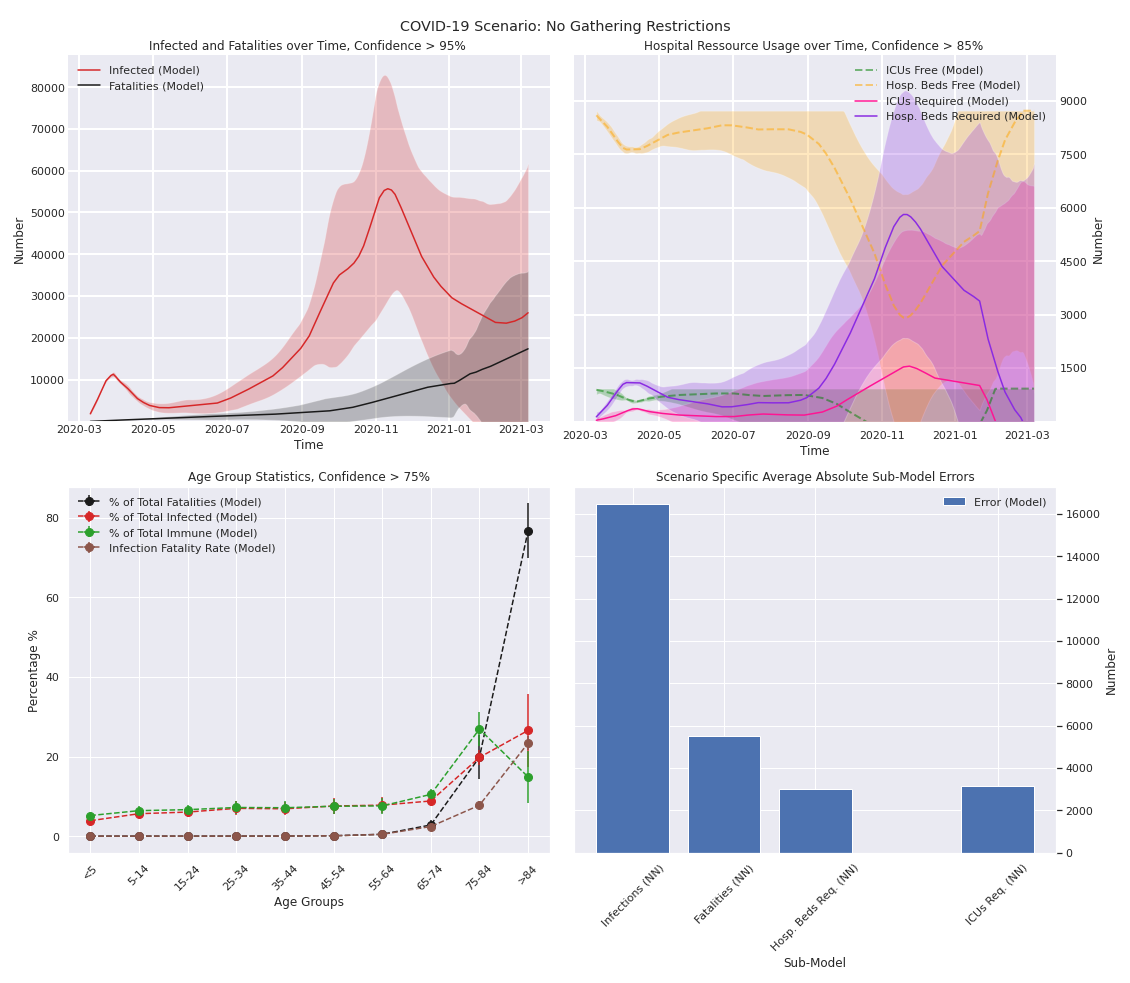 COVID-19 Scenario: No Gathering Restrictions
Infected and Fatalities over Time, Confidence > 95%
Infected (Model)
Fatalities (Model)
80000
70000
60000
50000
40000
30000
20000
10000
Number
2020-03 2020-05 2020-07 2020-09 2020-11 2021-01 2021-03
Time
Hospital Ressource Usage over Time, Confidence > 85%
ICUs Free (Model)
Hosp. Beds Free (Model)
ICUs Required (Model)
Hosp. Beds Required (Model)
9000
7500
6000
4500
3000
1500
Number
2020-03 2020-05 2020-07 2020-09 2020-11 2021-01 2021-03
Time
Age Group Statistics, Confidence > 75%
% of Total Fatalities (Model)
% of Total Infected (Model)
% of Total Immune (Model)
Infection Fatality Rate (Model)
80
60
40
20
0
Percentage %
<5 5-14 15-24 25-34 35-44 45-54 55-64 65-74 75-84 >84
Age Groups
Scenario Specific Average Absolute Sub-Model Errors
Error (Model)
16000
14000
12000
10000
8000
6000
4000
2000
0
Number
Infections (NN) Fatalities (NN) Hosp. Beds Req. (NN) ICUs Req. (NN)
Sub-Model